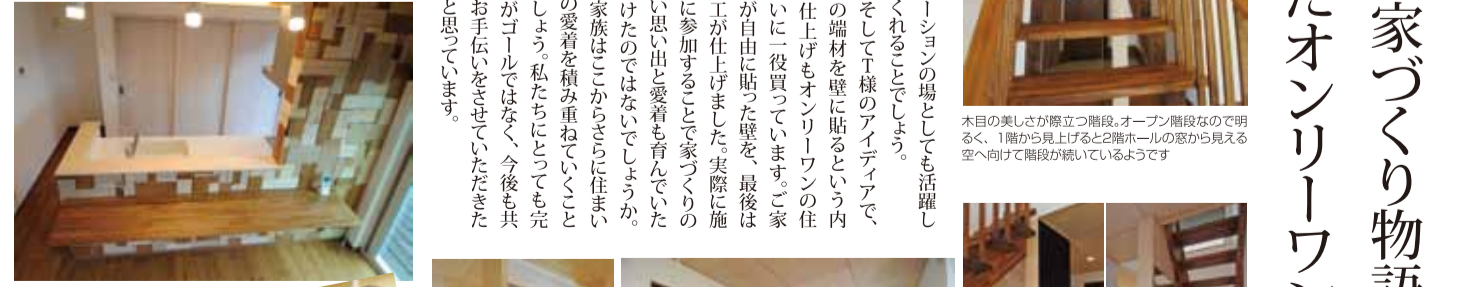 家づくり物語
たオンリーワン
木目の美しさが際立つ階段。オープン階段なので明
るく、1階から見上げると2階ホールの窓から見える
空へ向けて階段が続いているようです
ーションの場としても活躍し
くれることでしょう。
そしてT様のアイディアで、
の端材を壁に貼るという内
仕上げもオンリーワンの住
いに一役買っています。ご家
が自由に貼った壁を、最後は
工が仕上げました。実際に施
に参加することで家づくりの
い思い出と愛着も育んでいた
けたのではないでしょうか。
家族はここからさらに住まい
の愛着を積み重ねていくこと
しょう。私たちにとっても完
がゴールではなく、今後も共
お手伝いをさせていただきた
と思っています。